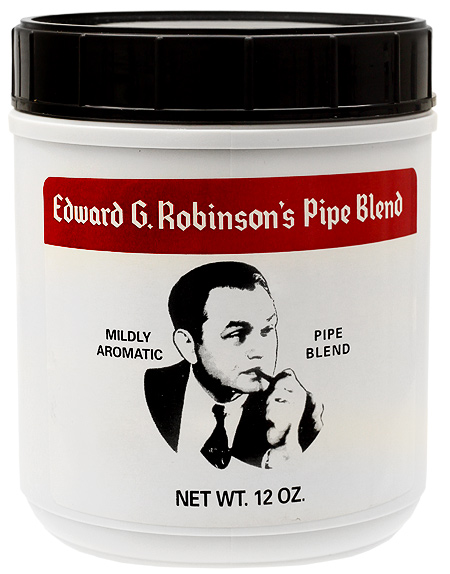 Edward G. Robinson's Pipe Blend
MILDLY
AROMATIC
PIPE
BLEND
NET WT. 12 OZ.